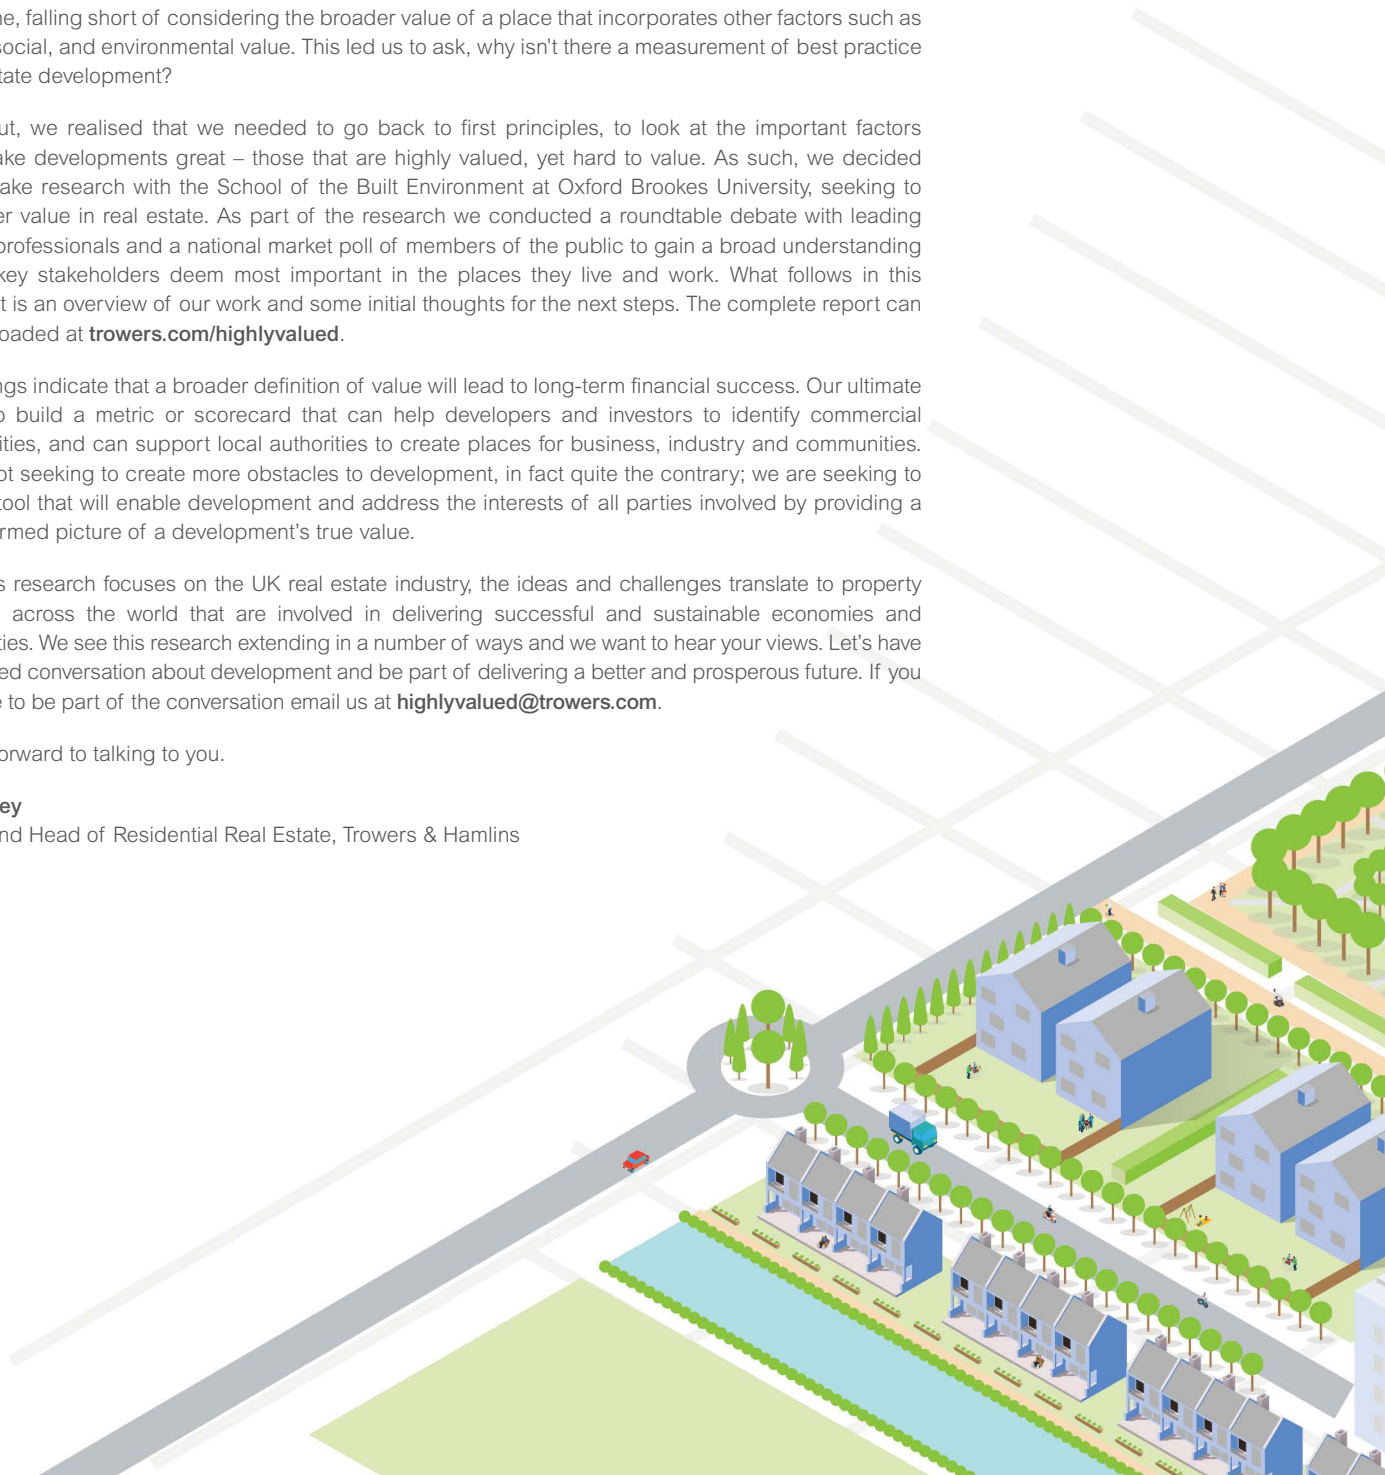 ne, falling short of considering the broader value of a place that incorporates other factors such as
social, and environmental value. This led us to ask, why isn't there a measurement of best practice
tate development?
ut, we realised that we needed to go back to first principles, to look at the important factors
ake developments great – those that are highly valued, yet hard to value. As such, we decided
ake research with the School of the Built Environment at Oxford Brookes University, seeking to
er value in real estate. As part of the research we conducted a roundtable debate with leading
professionals and a national market poll of members of the public to gain a broad understanding
key stakeholders deem most important in the places they live and work. What follows in this
t is an overview of our work and some initial thoughts for the next steps. The complete report can
loaded at trowers.com/highlyvalued.
ngs indicate that a broader definition of value will lead to long-term financial success. Our ultimate
o build a metric or scorecard that can help developers and investors to identify commercial
ities, and can support local authorities to create places for business, industry and communities.
ot seeking to create more obstacles to development, in fact quite the contrary; we are seeking to
tool that will enable development and address the interests of all parties involved by providing a
rmed picture of a development's true value.
s research focuses on the UK real estate industry, the ideas and challenges translate to property
across the world that are involved in delivering successful and sustainable economies and
ties. We see this research extending in a number of ways and we want to hear your views. Let's have
ed conversation about development and be part of delivering a better and prosperous future. If you
e to be part of the conversation email us at highlyvalued@trowers.com.
orward to talking to you.
ey
nd Head of Residential Real Estate, Trowers & Hamlins